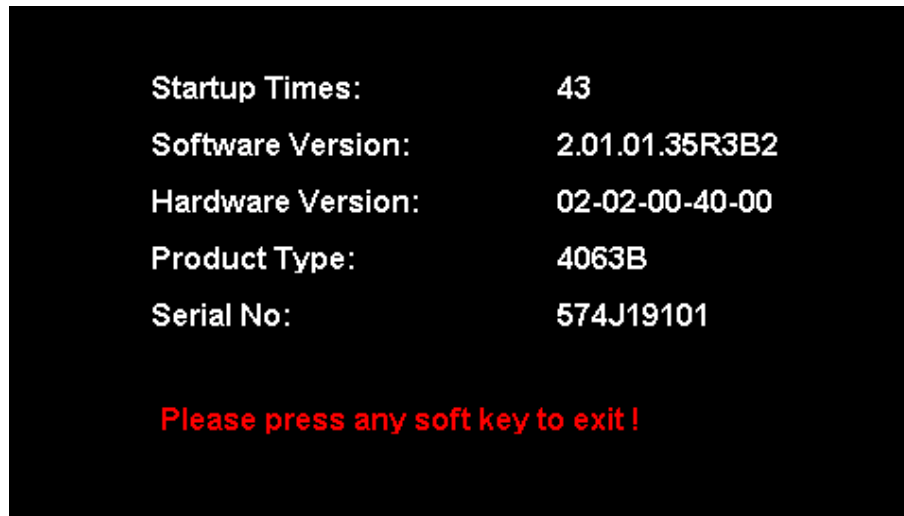 Startup Times: 43
Software Version: 2.01.01.35R3B2
Hardware Version: 02-02-00-40-00
Product Type: 4063B
Serial No: 574J19101
Please press any soft key to exit !